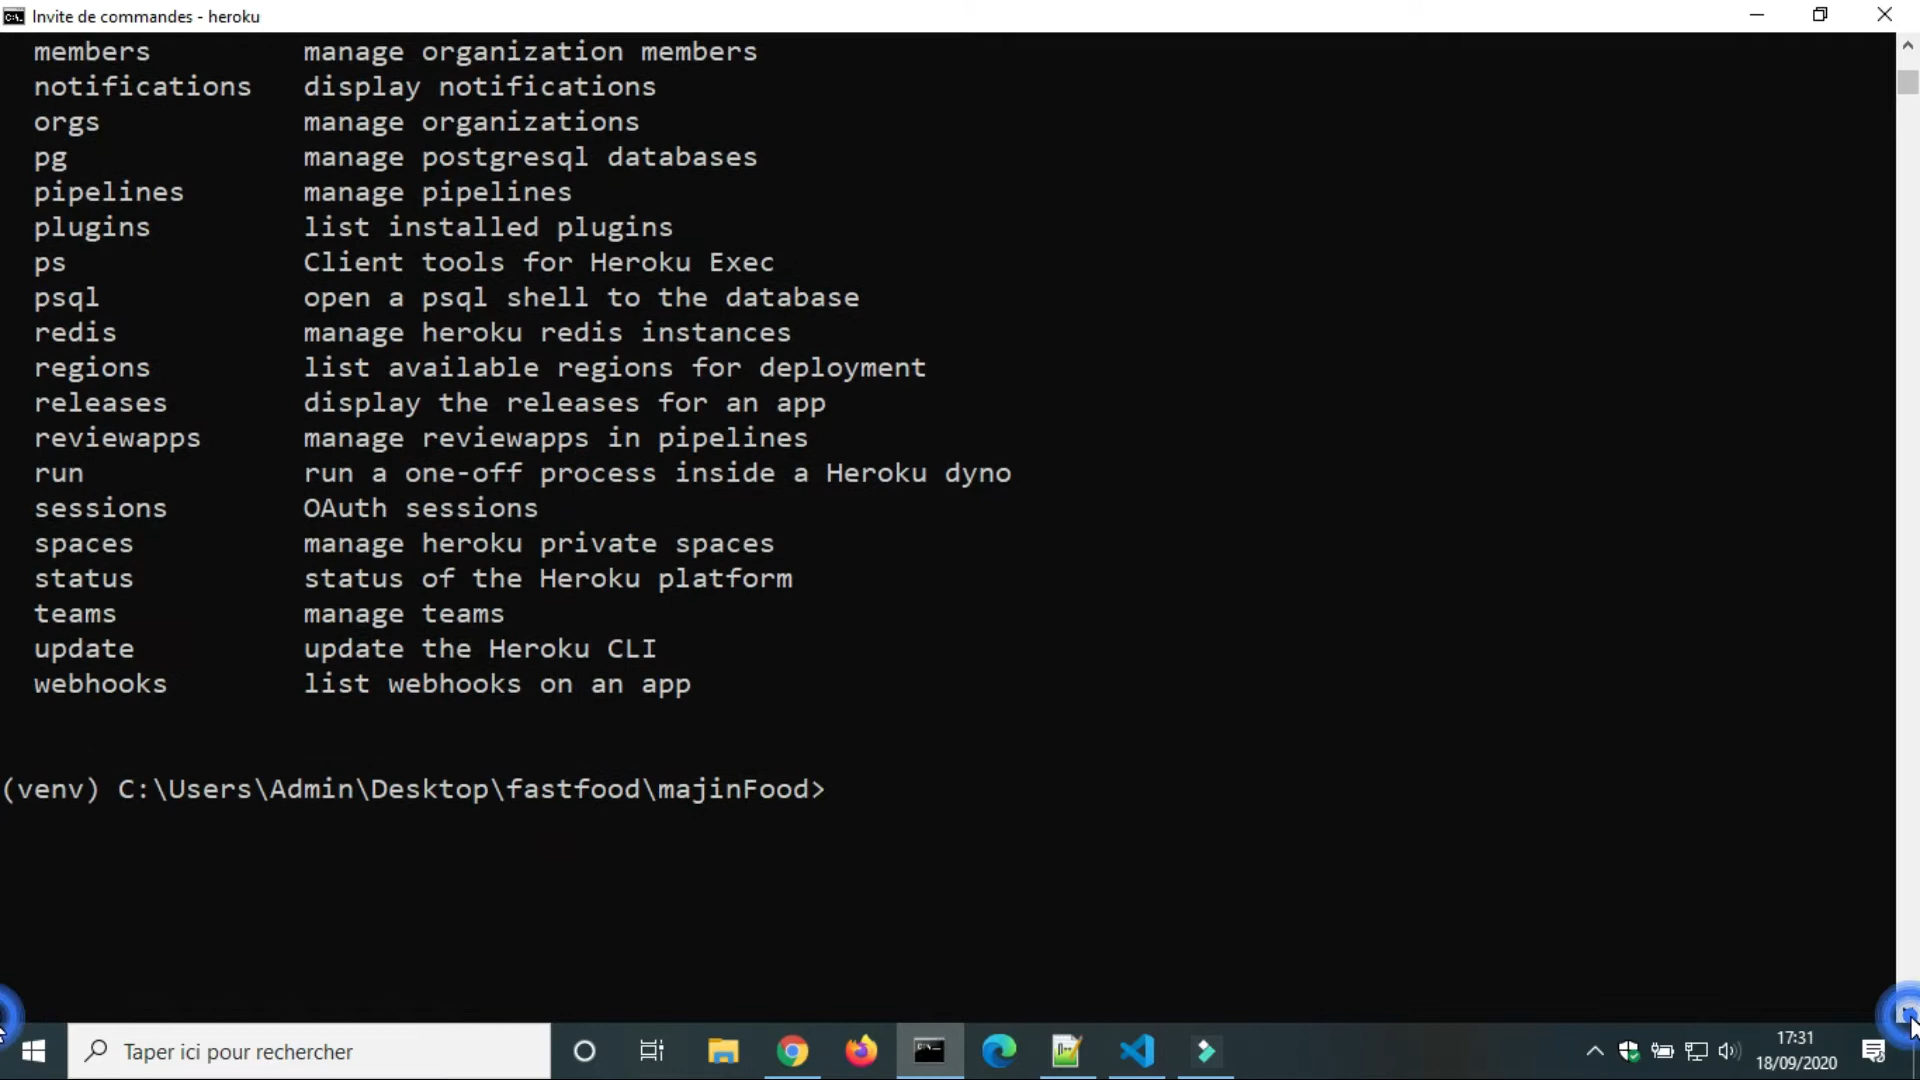 Invite de commandes - heroku
members manage organization members
notifications display notifications
orgs manage organizations
pg manage postgresql databases
pipelines manage pipelines
plugins list installed plugins
ps Client tools for Heroku Exec
psql open a psql shell to the database
redis manage heroku redis instances
regions list available regions for deployment
releases display the releases for an app
reviewapps manage reviewapps in pipelines
run run a one-off process inside a Heroku dyno
sessions OAuth sessions
spaces manage heroku private spaces
status status of the Heroku platform
teams manage teams
update update the Heroku CLI
webhooks list webhooks on an app
(venv) C:\Users\Admin\Desktop\fastfood\majinFood>
Taper ici pour rechercher
17:31
18/09/2020